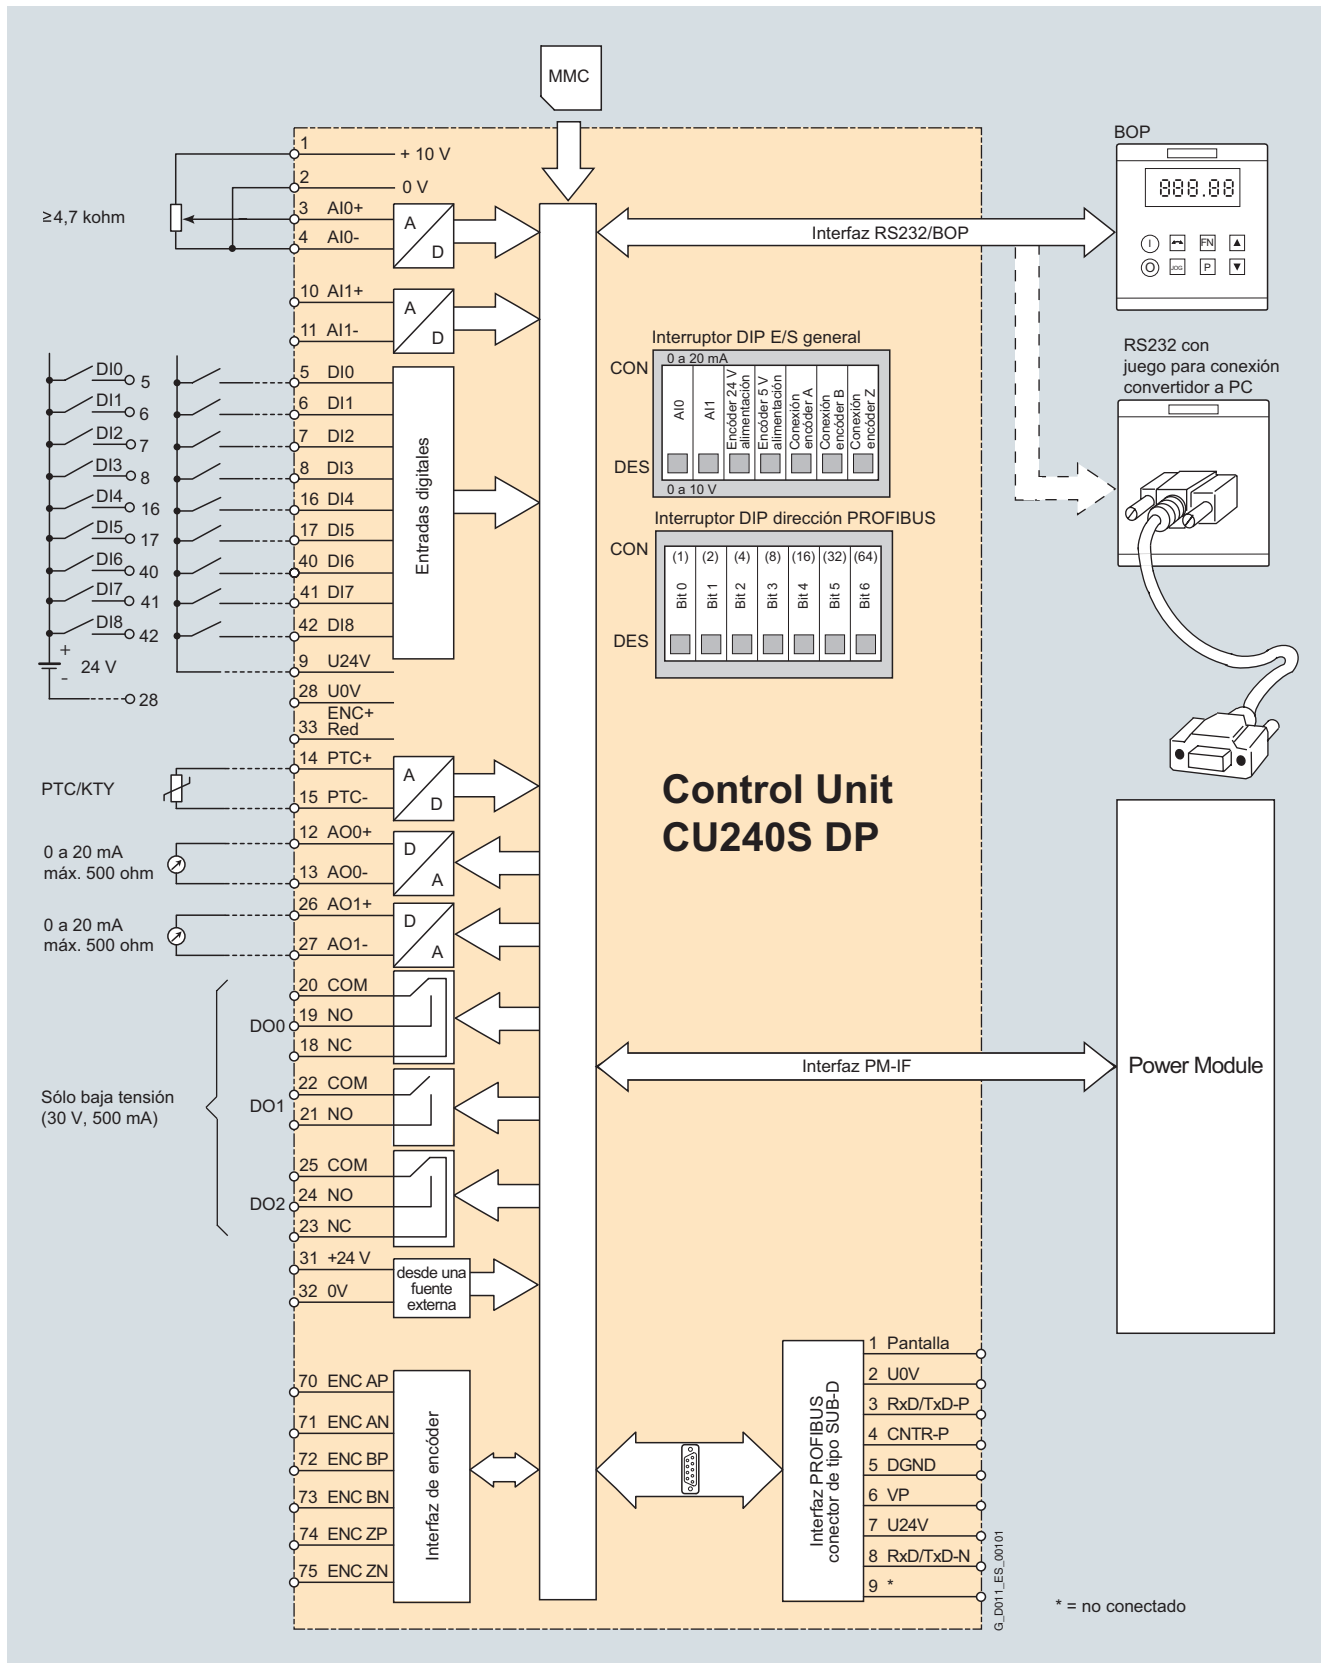 MMC
BOP
888.88
FN
JOG
P
1
+ 10 V
2
0 V
≥4,7 kohm
3 AI0+
4 AI0-
A
D
Interfaz RS232/BOP
10 AI1+
11 AI1-
A
D
RS232 con
juego para conexión
convertidor a PC
Interruptor DIP E/S general
CON
0 a 20 mA
AI0
AI1
Encóder 24 V
alimentación
Encóder 5 V
alimentación
Conexión
encóder A
Conexión
encóder B
Conexión
encóder Z
DES
0 a 10 V
Interruptor DIP dirección PROFIBUS
CON
(1) (2) (4) (8) (16) (32) (64)
Bit 0
Bit 1
Bit 2
Bit 3
Bit 4
Bit 5
Bit 6
DES
DI0 5
DI1 6
DI2 7
DI3 8
DI4 16
DI5 17
DI6 40
DI7 41
DI8 42
+
24 V
-
28
5 DI0
6 DI1
7 DI2
8 DI3
16 DI4
17 DI5
40 DI6
41 DI7
42 DI8
Entradas digitales
9 U24V
28 U0V
ENC+
33 Red
PTC/KTY
14 PTC+
15 PTC-
A
D
Control Unit
CU240S DP
0 a 20 mA
máx. 500 ohm
12 AO0+
13 AO0-
D
A
0 a 20 mA
máx. 500 ohm
26 AO1+
27 AO1-
D
A
Sólo baja tensión
(30 V, 500 mA)
DO0
20 COM
19 NO
18 NC
DO1
22 COM
21 NO
DO2
25 COM
24 NO
23 NC
Interfaz PM-IF
Power Module
31 +24 V
32 0V
desde una
fuente
externa
70 ENC AP
71 ENC AN
72 ENC BP
73 ENC BN
74 ENC ZP
75 ENC ZN
Interfaz de encóder
Interfaz PROFIBUS
conector de tipo SUB-D
1 Pantalla
2 U0V
3 RxD/TxD-P
4 CNTR-P
5 DGND
6 VP
7 U24V
8 RxD/TxD-N
9 *
G_D011_ES_00101
* = no conectado